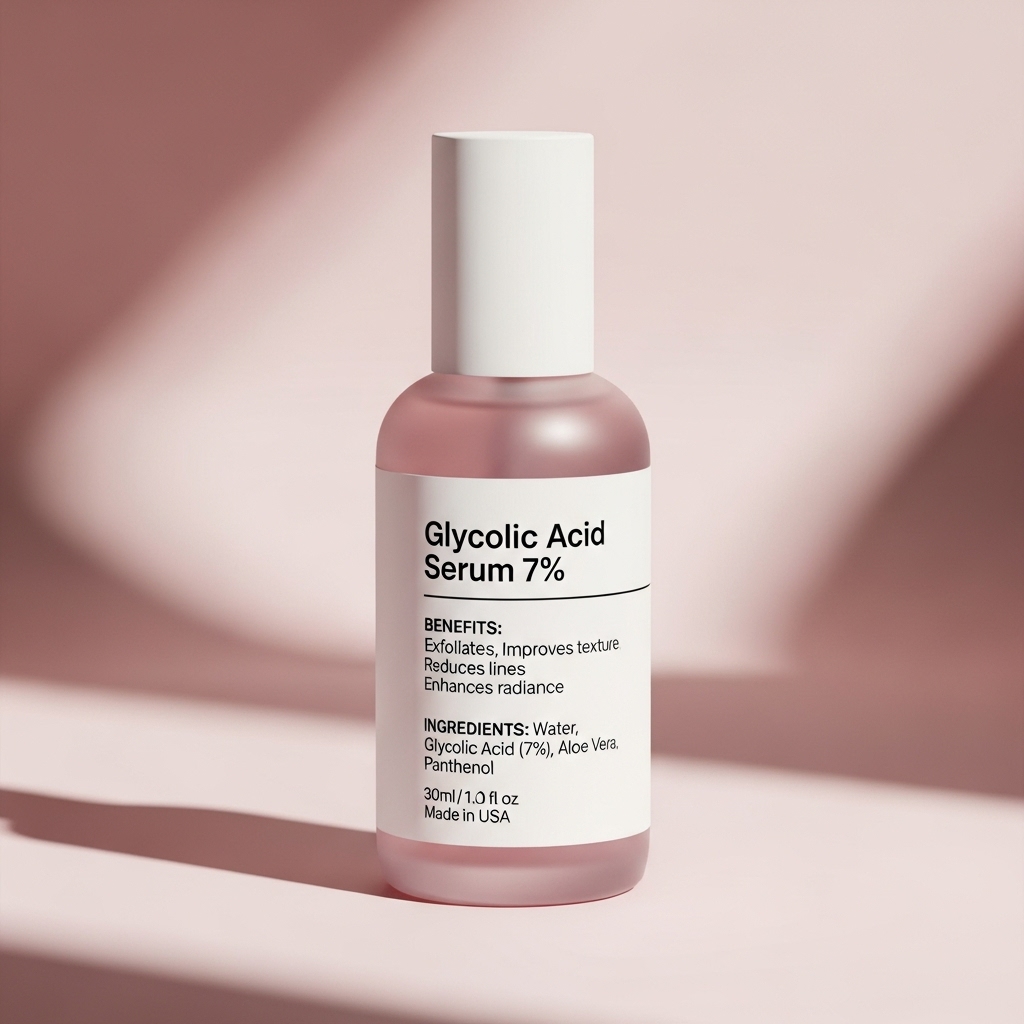 Glycolic Acid
Serum 7%
BENEFITS:
Exfollates, Improves texture
Reduces lines
Enhances radiance
INGREDIENTS: Water,
Glycolic Acid (7%), Aloe Vera,
Panthenol
30ml/1.0 fl oz
Made in USA